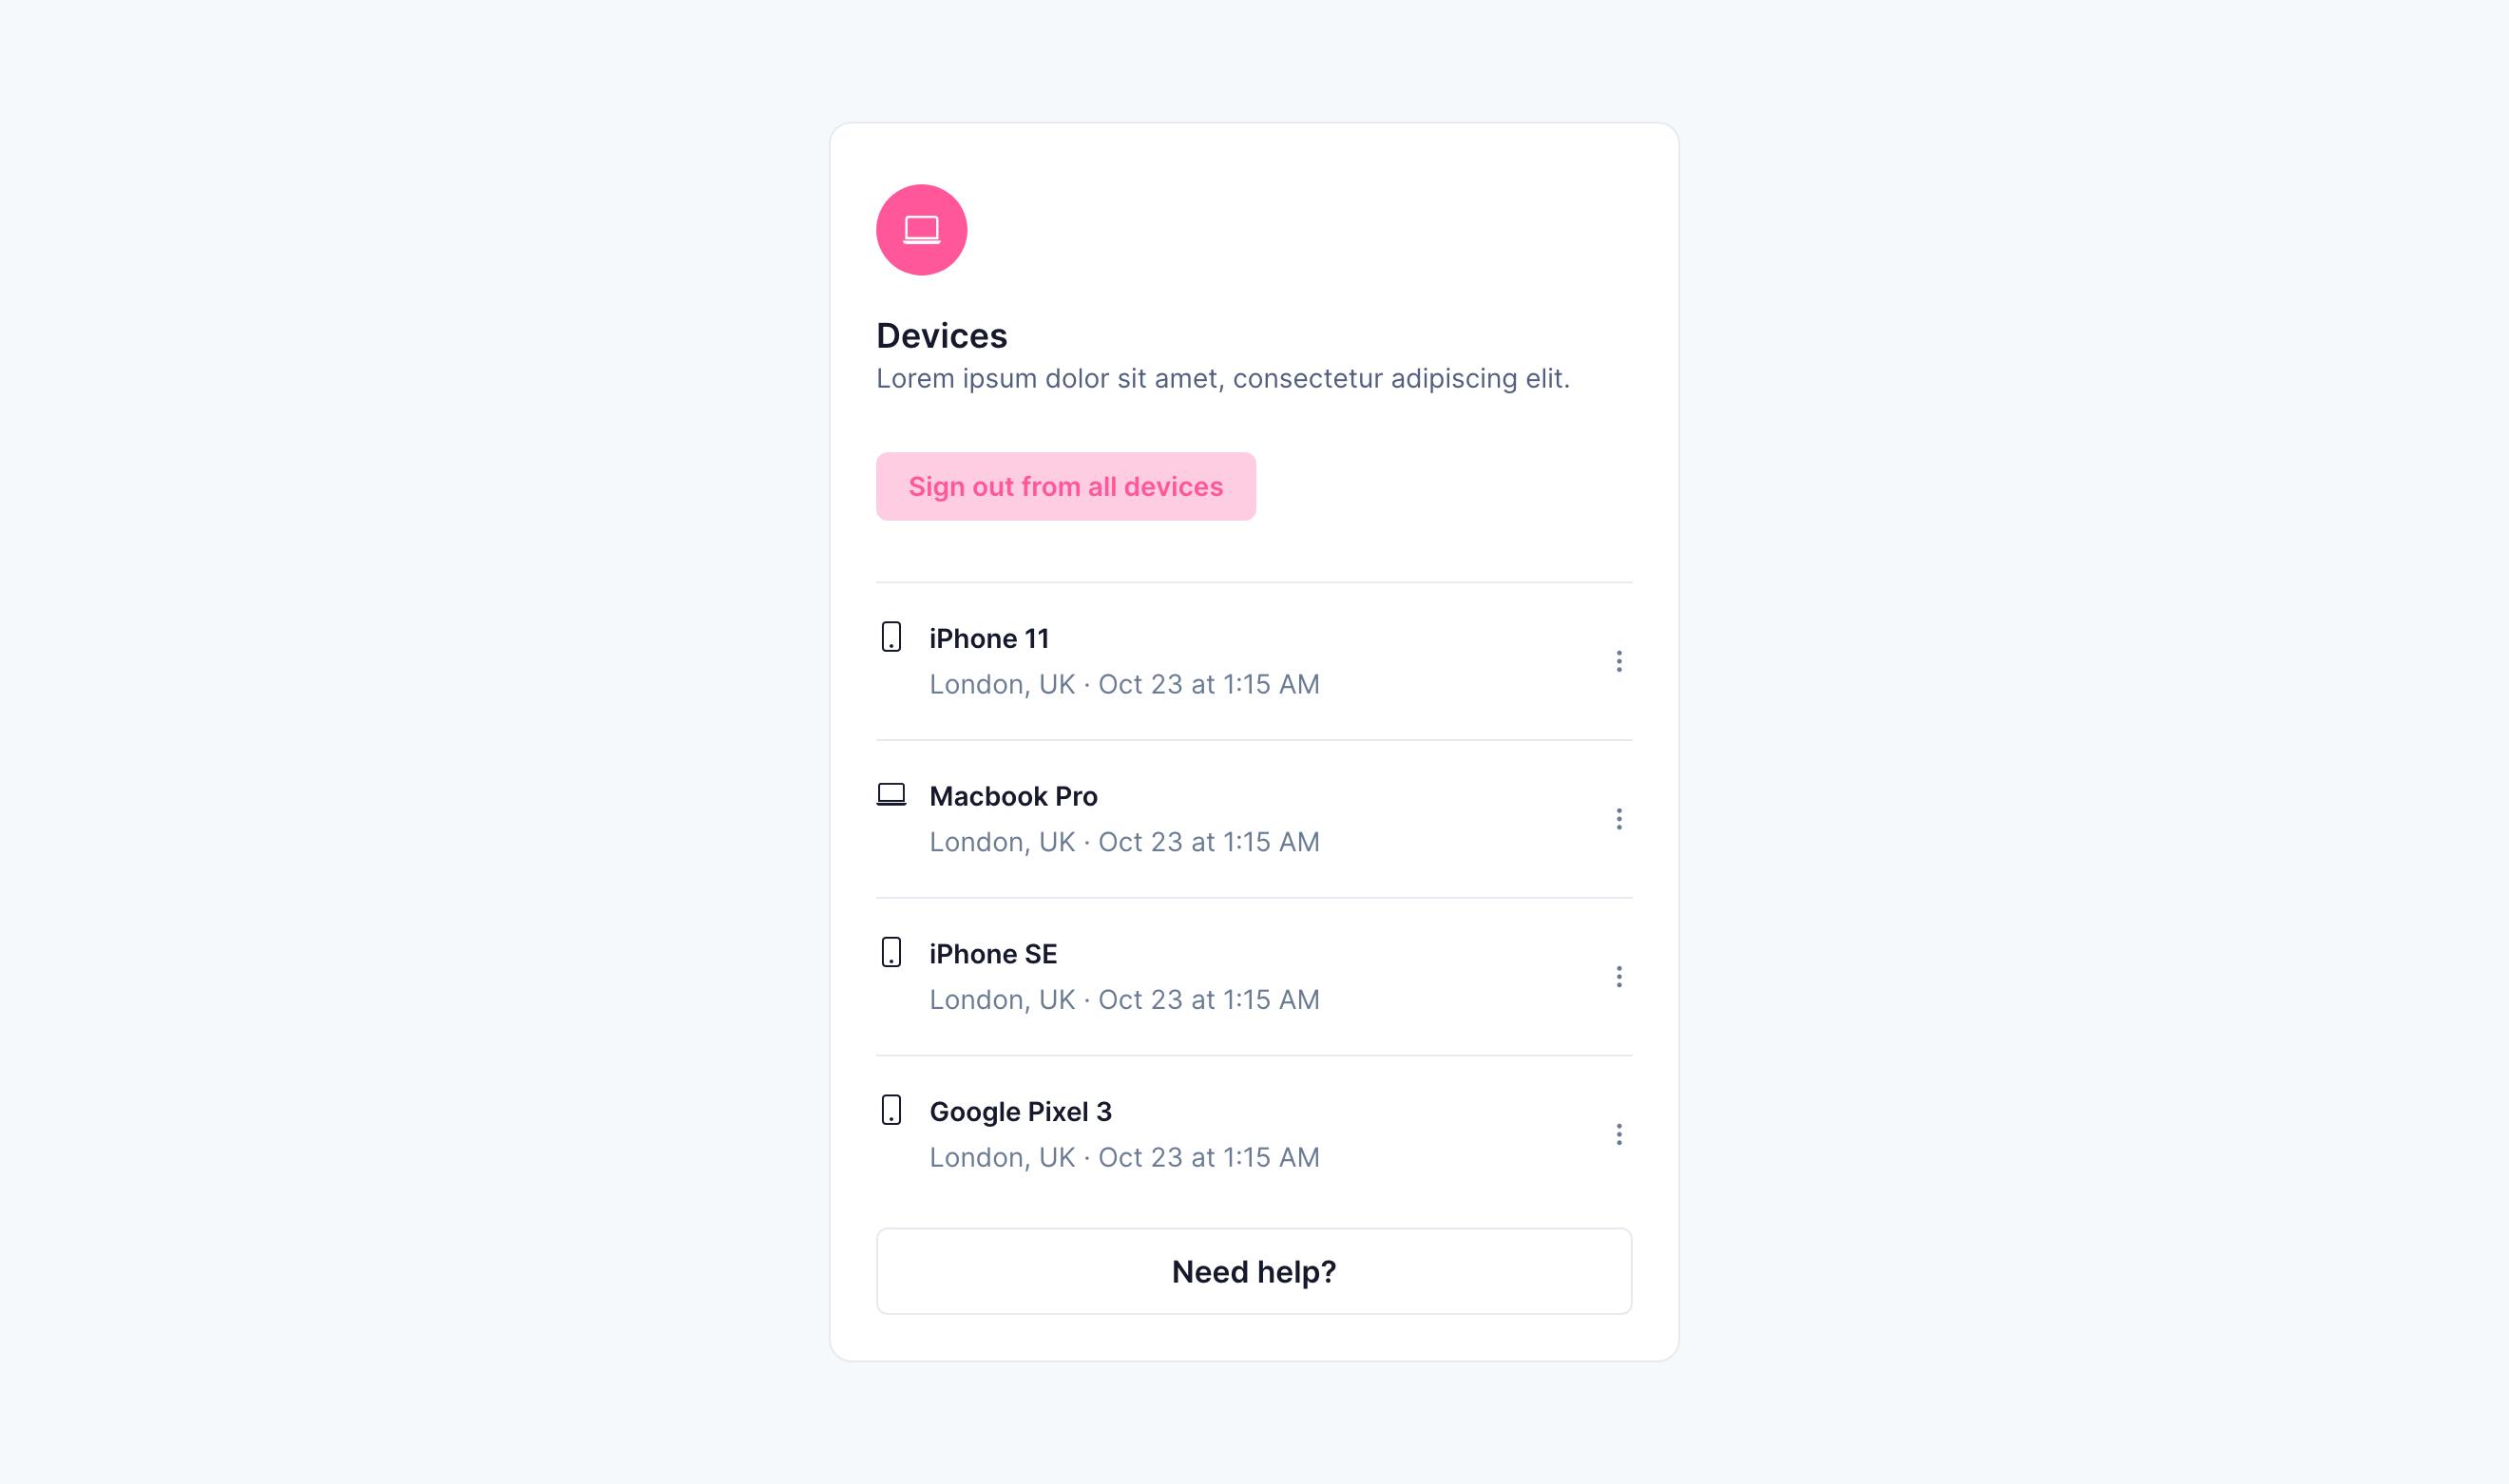 Devices
Lorem ipsum dolor sit amet, consectetur adipiscing elit.
Sign out from all devices
iPhone 11
London, UK · Oct 23 at 1:15 AM
Macbook Pro
London, UK · Oct 23 at 1:15 AM
iPhone SE
London, UK · Oct 23 at 1:15 AM
Google Pixel 3
London, UK · Oct 23 at 1:15 AM
Need help?